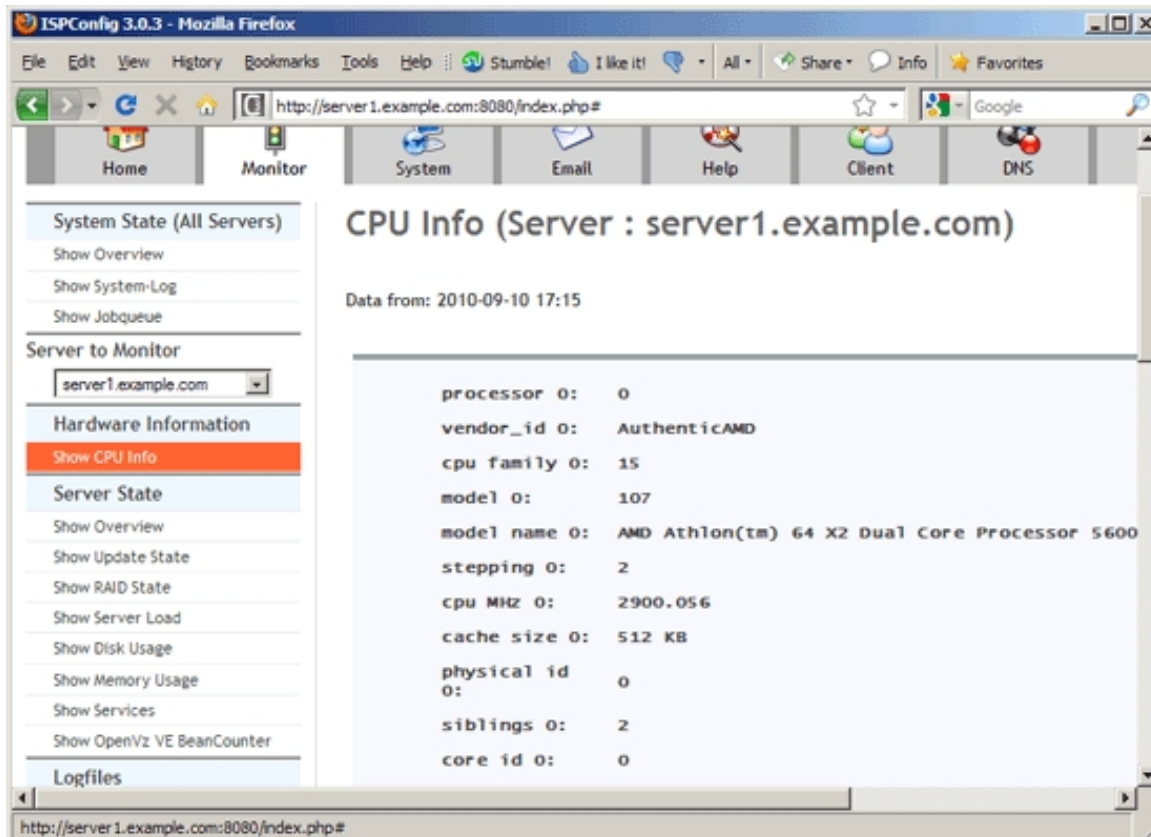 ISPConfig 3.0.3 - Mozilla Firefox
File Edit View History Bookmarks Tools Help Stumble! I like it! All Share Info Favorites
http://server1.example.com:8080/index.php# Google
Home Monitor System Email Help Client DNS
System State (All Servers)
Show Overview
Show System-Log
Show Jobqueue
Server to Monitor
server1.example.com
Hardware Information
Show CPU Info
Server State
Show Overview
Show Update State
Show RAID State
Show Server Load
Show Disk Usage
Show Memory Usage
Show Services
Show OpenVz VE BeanCounter
Logfiles
CPU Info (Server : server1.example.com)
Data from: 2010-09-10 17:15
processor 0: 0
vendor_id 0: AuthenticAMD
cpu family 0: 15
model 0: 107
model name 0: AMD Athlon(tm) 64 X2 Dual Core Processor 5600
stepping 0: 2
cpu MHz 0: 2900.056
cache size 0: 512 KB
physical id
0: 0
siblings 0: 2
core id 0: 0
http://server1.example.com:8080/index.php#